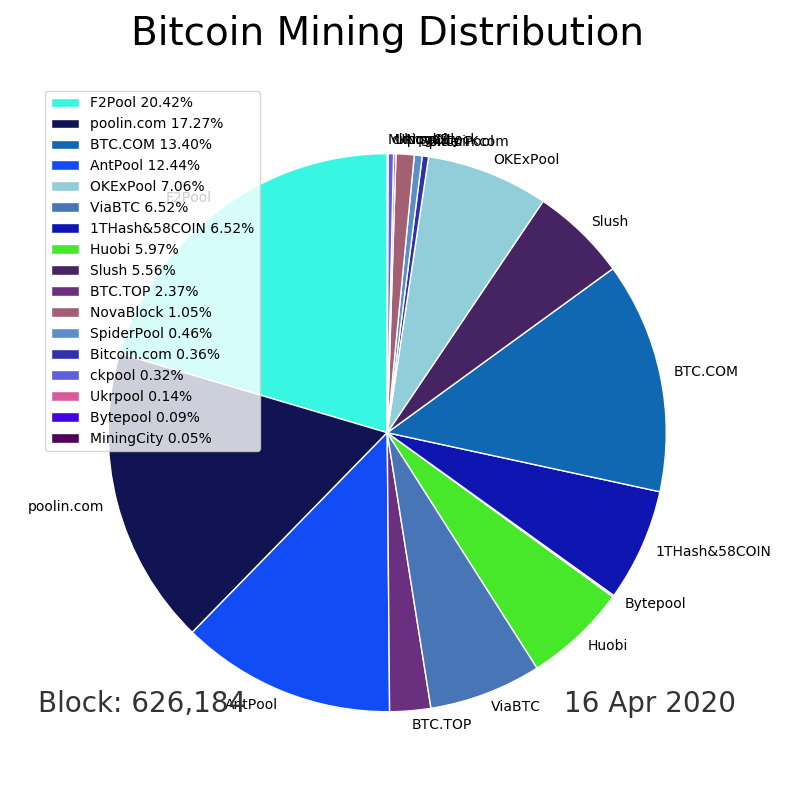 Bitcoin Mining Distribution
F2Pool 20.42%
poolin.com 17.27%
BTC.COM 13.40%
AntPool 12.44%
OKExPool 7.06%
ViaBTC 6.52%
1THash&58COIN 6.52%
Huobi 5.97%
Slush 5.56%
BTC.TOP 2.37%
NovaBlock 1.05%
SpiderPool 0.46%
Bitcoin.com 0.36%
ckpool 0.32%
Ukrpool 0.14%
Bytepool 0.09%
MiningCity 0.05%
OKExPool
F2Pool
Slush
BTC.COM
poolin.com
1THash&58COIN
Bytepool
Huobi
Block: 626,184
AntPool
ViaBTC
16 Apr 2020
BTC.TOP